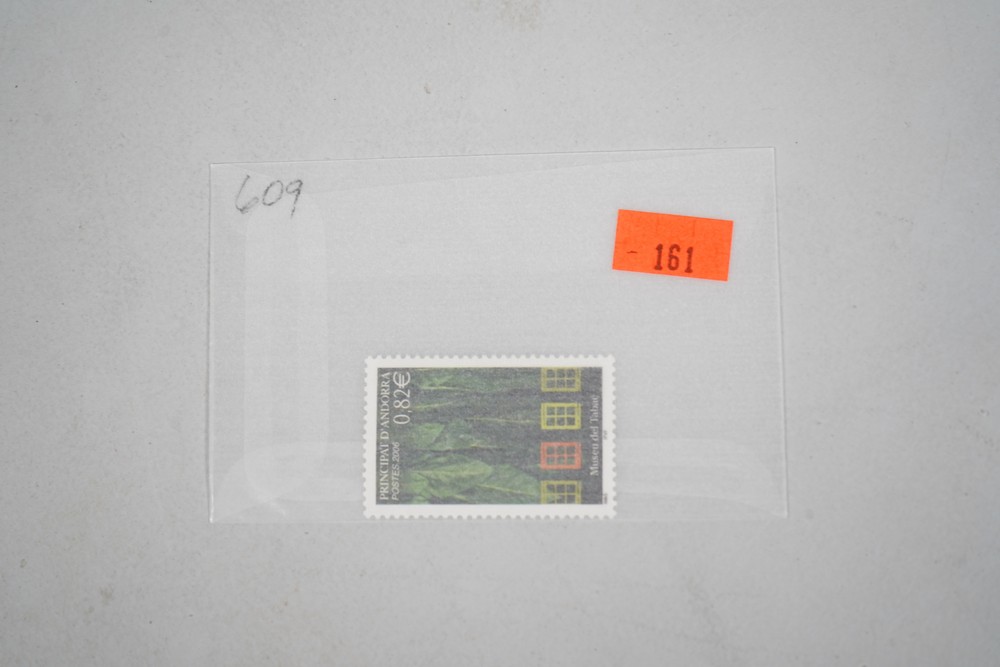 609
- 161
PRINCIPAT D'ANDORRA
POSTES 2006
0,82€
Museu del Tabac